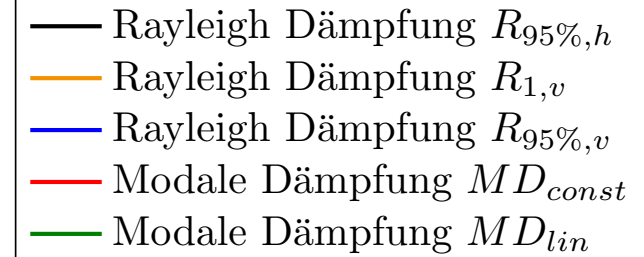 Rayleigh Dämpfung R_{95%,h}
Rayleigh Dämpfung R_{1,v}
Rayleigh Dämpfung R_{95%,v}
Modale Dämpfung MD_{const}
Modale Dämpfung MD_{lin}